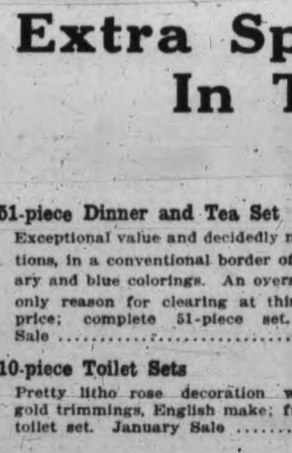 Extra Sp
In T
51-piece Dinner and Tea Set
Exceptional value and decidedly n
tions, in a conventional border of
ary and blue colorings. An overs
only reason for clearing at this
price; complete 51-piece set.
Sale
10-piece Toilet Sets
Pretty litho rose decoration w
gold trimmings, English make; f
toilet set. January Sale